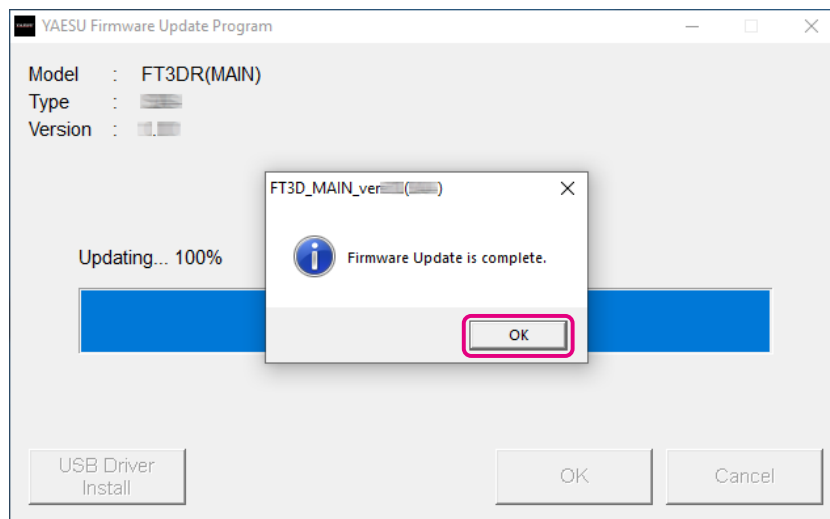 YAESU Firmware Update Program
Model : FT3DR(MAIN)
Type :
Version :
FT3D_MAIN_ver ( )
Firmware Update is complete.
OK
Updating... 100%
USB Driver
Install
OK
Cancel